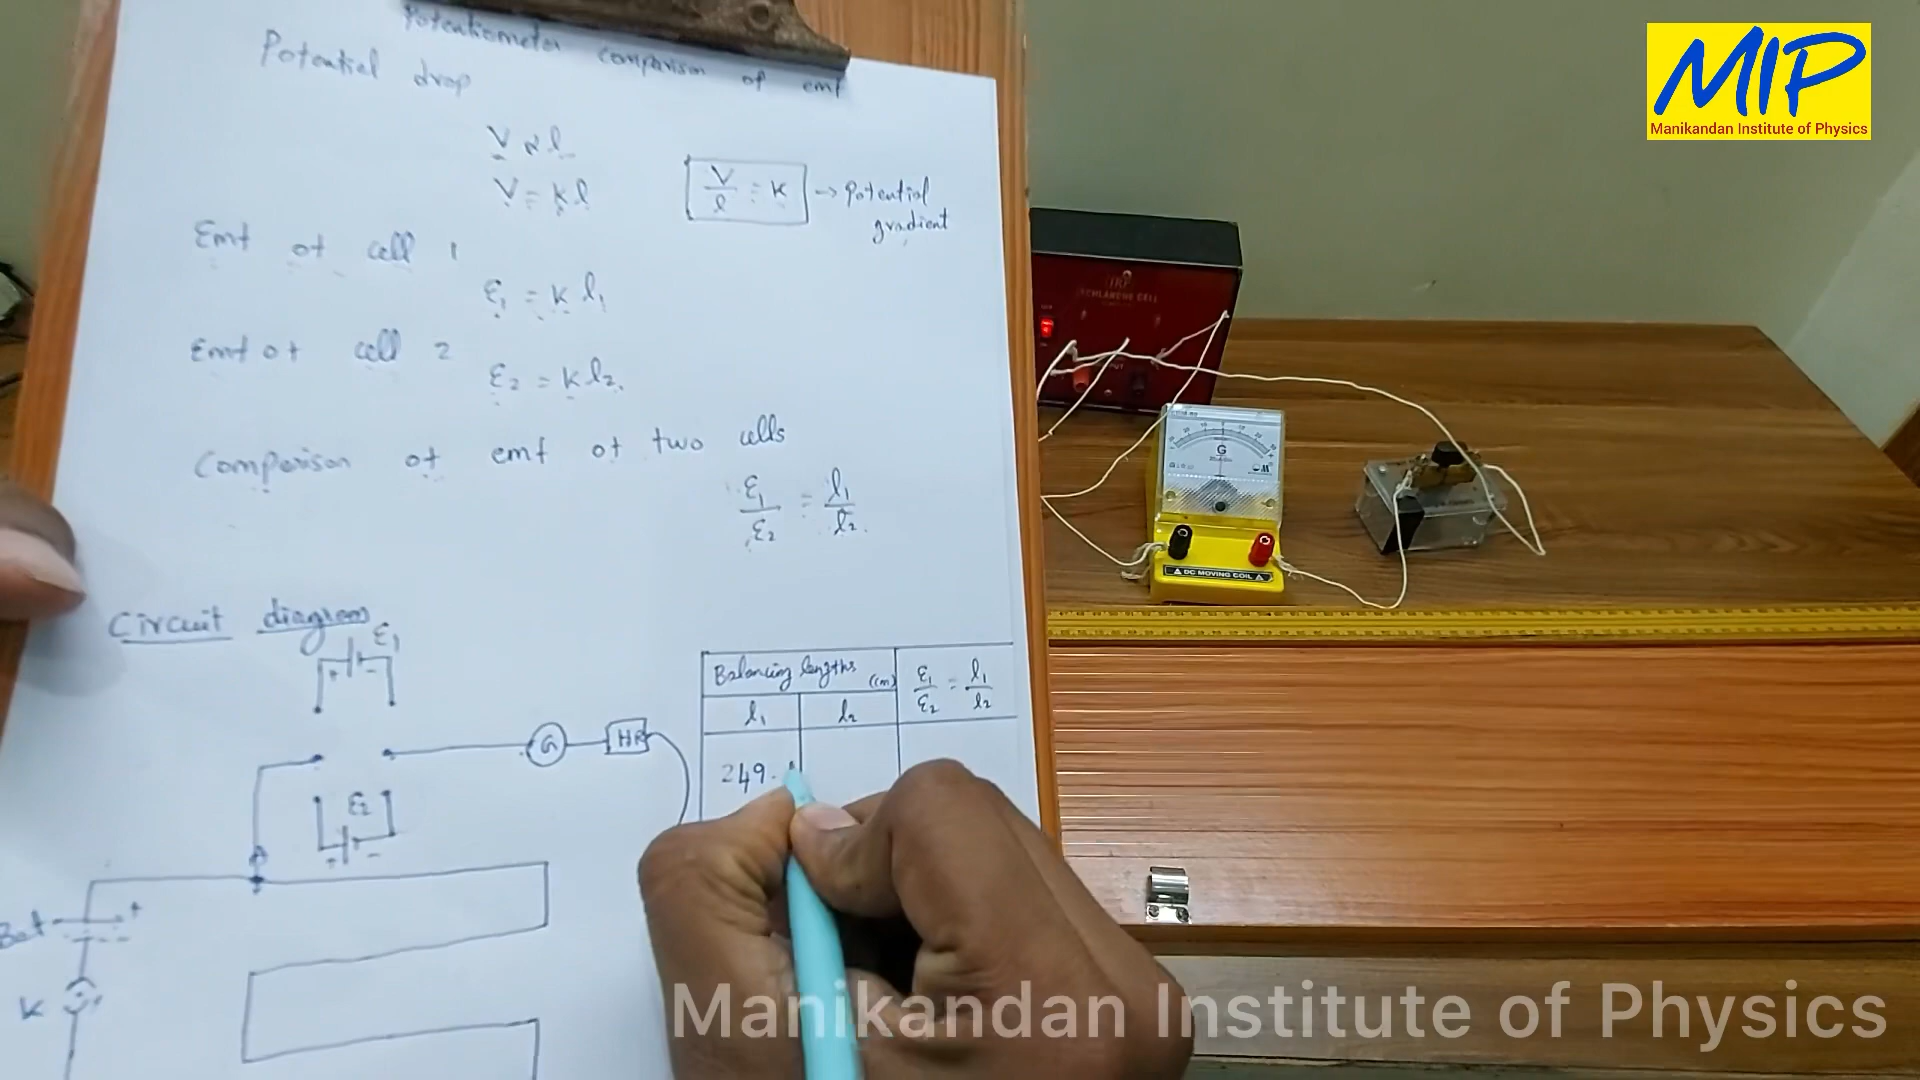 Potentiometer comparison of emf
Potential drop
V ∝ l
V = Kl
V/l = K → Potential gradient
Emf of cell 1
ε₁ = K l₁
Emf of cell 2
ε₂ = K l₂.
Comparison of emf of two cells
ε₁/ε₂ = l₁/l₂.
Circuit diagram
ε₁
G
HR
ε₂
+ -
Bat
+
K
Balancing lengths (cm)
ε₁/ε₂ = l₁/l₂
l₁
l₂
249.
MIP
Manikandan Institute of Physics
G
DC MOVING COIL
Manikandan Institute of Physics